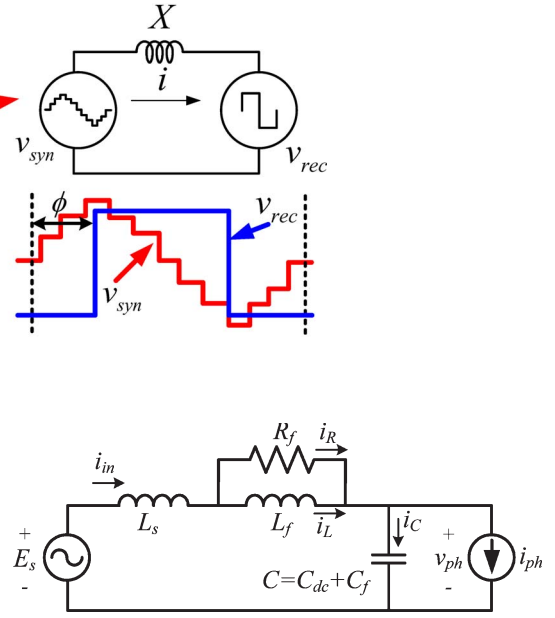 X
i
v_syn
v_rec
ϕ
v_rec
v_syn
R_f i_R
i_in
L_s L_f i_L i_C
+ +
E_s v_ph i_ph
- C=C_dc+C_f -